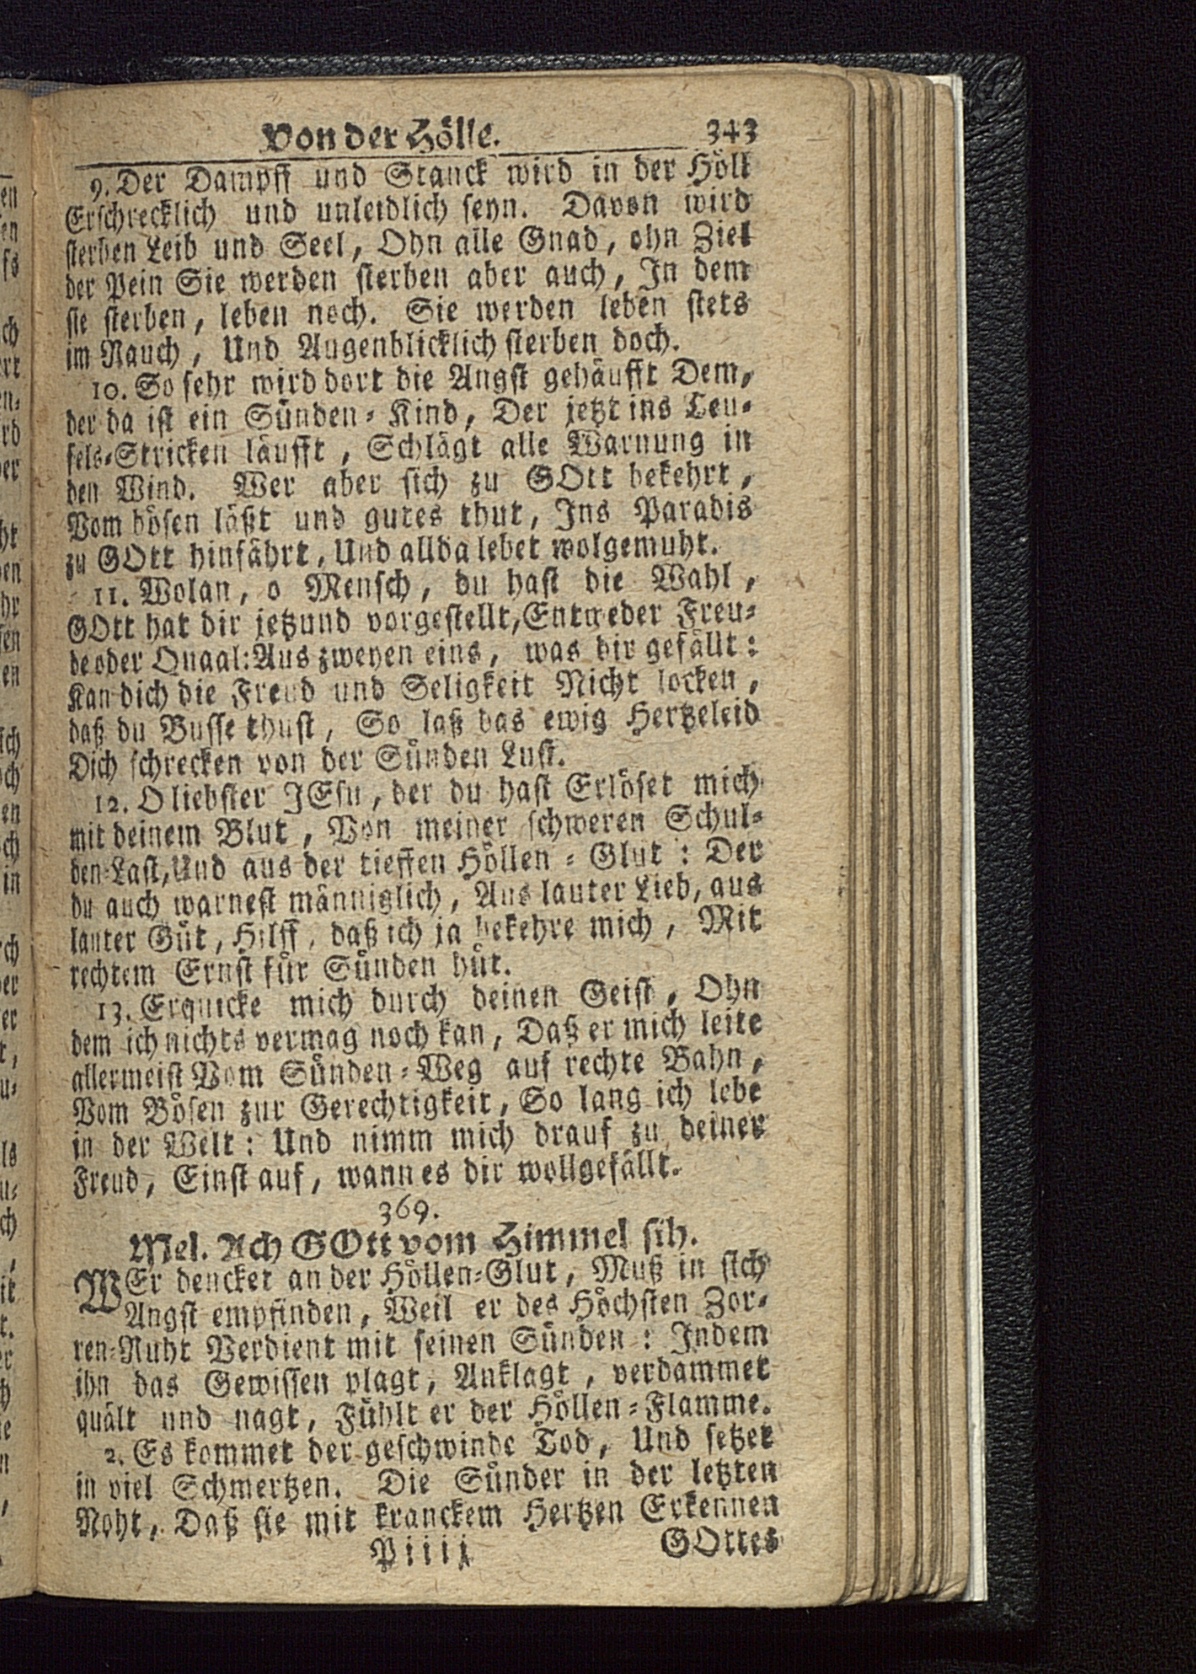 Von der Hölle. 343
9. Der Dampff und Stanck wird in der Höll
Erschrecklich und unleidlich seyn. Davon wird
sterben Leib und Seel, Ohn alle Gnad, ohn Ziel
der Pein Sie werden sterben aber auch, In dem
sie sterben, leben noch. Sie werden leben stets
im Rauch, Und Augenblicklich sterben doch.
10. So sehr wird dort die Angst gehäufft Dem,
der da ist ein Sünden-Kind, Der jetzt ins Teu-
fels-Stricken läufft, Schlägt alle Warnung in
den Wind. Wer aber sich zu GOtt bekehrt,
Vom bösen läßt und gutes thut, Ins Paradis
zu GOtt hinfährt, Und allda lebet wolgemuht.
11. Wolan, o Mensch, du hast die Wahl,
GOtt hat dir jetzund vorgestellt, Entweder Freu-
de oder Quaal: Aus zweyen eins, was dir gefällt:
Kan dich die Freud und Seligkeit Nicht locken,
daß du Busse thust, So laß das ewig Hertzeleid
Dich schrecken von der Sünden Lust.
12. O liebster JEsu, der du hast Erlöset mich
mit deinem Blut, Von meiner schweren Schul-
den-Last, Und aus der tieffen Höllen-Glut: Der
du auch warnest männiglich, Aus lauter Lieb, aus
lauter Güt, Hilff, daß ich ja bekehre mich, Mit
rechtem Ernst für Sünden hüt.
13. Erquicke mich durch deinen Geist, Ohn
dem ich nichts vermag noch kan, Daß er mich leite
allermeist Vom Sünden-Weg auf rechte Bahn,
Vom Bösen zur Gerechtigkeit, So lang ich lebe
in der Welt: Und nimm mich drauf zu deiner
Freud, Einst auf, wann es dir wollgefällt.
369.
Mel. Ach GOtt vom Himmel sih.
WEr dencket an der Höllen-Glut, Muß in sich
Angst empfinden, Weil er des Höchsten Zor-
ren-Ruht Verdient mit seinen Sünden: Indem
ihn das Gewissen plagt, Anklagt, verdammet
quält und nagt, Fühlt er der Höllen-Flamme.
2. Es kommet der geschwinde Tod, Und setzet
in viel Schmertzen. Die Sünder in der letzten
Noht, Daß sie mit kranckem Hertzen Erkennen
P iiij GOttes